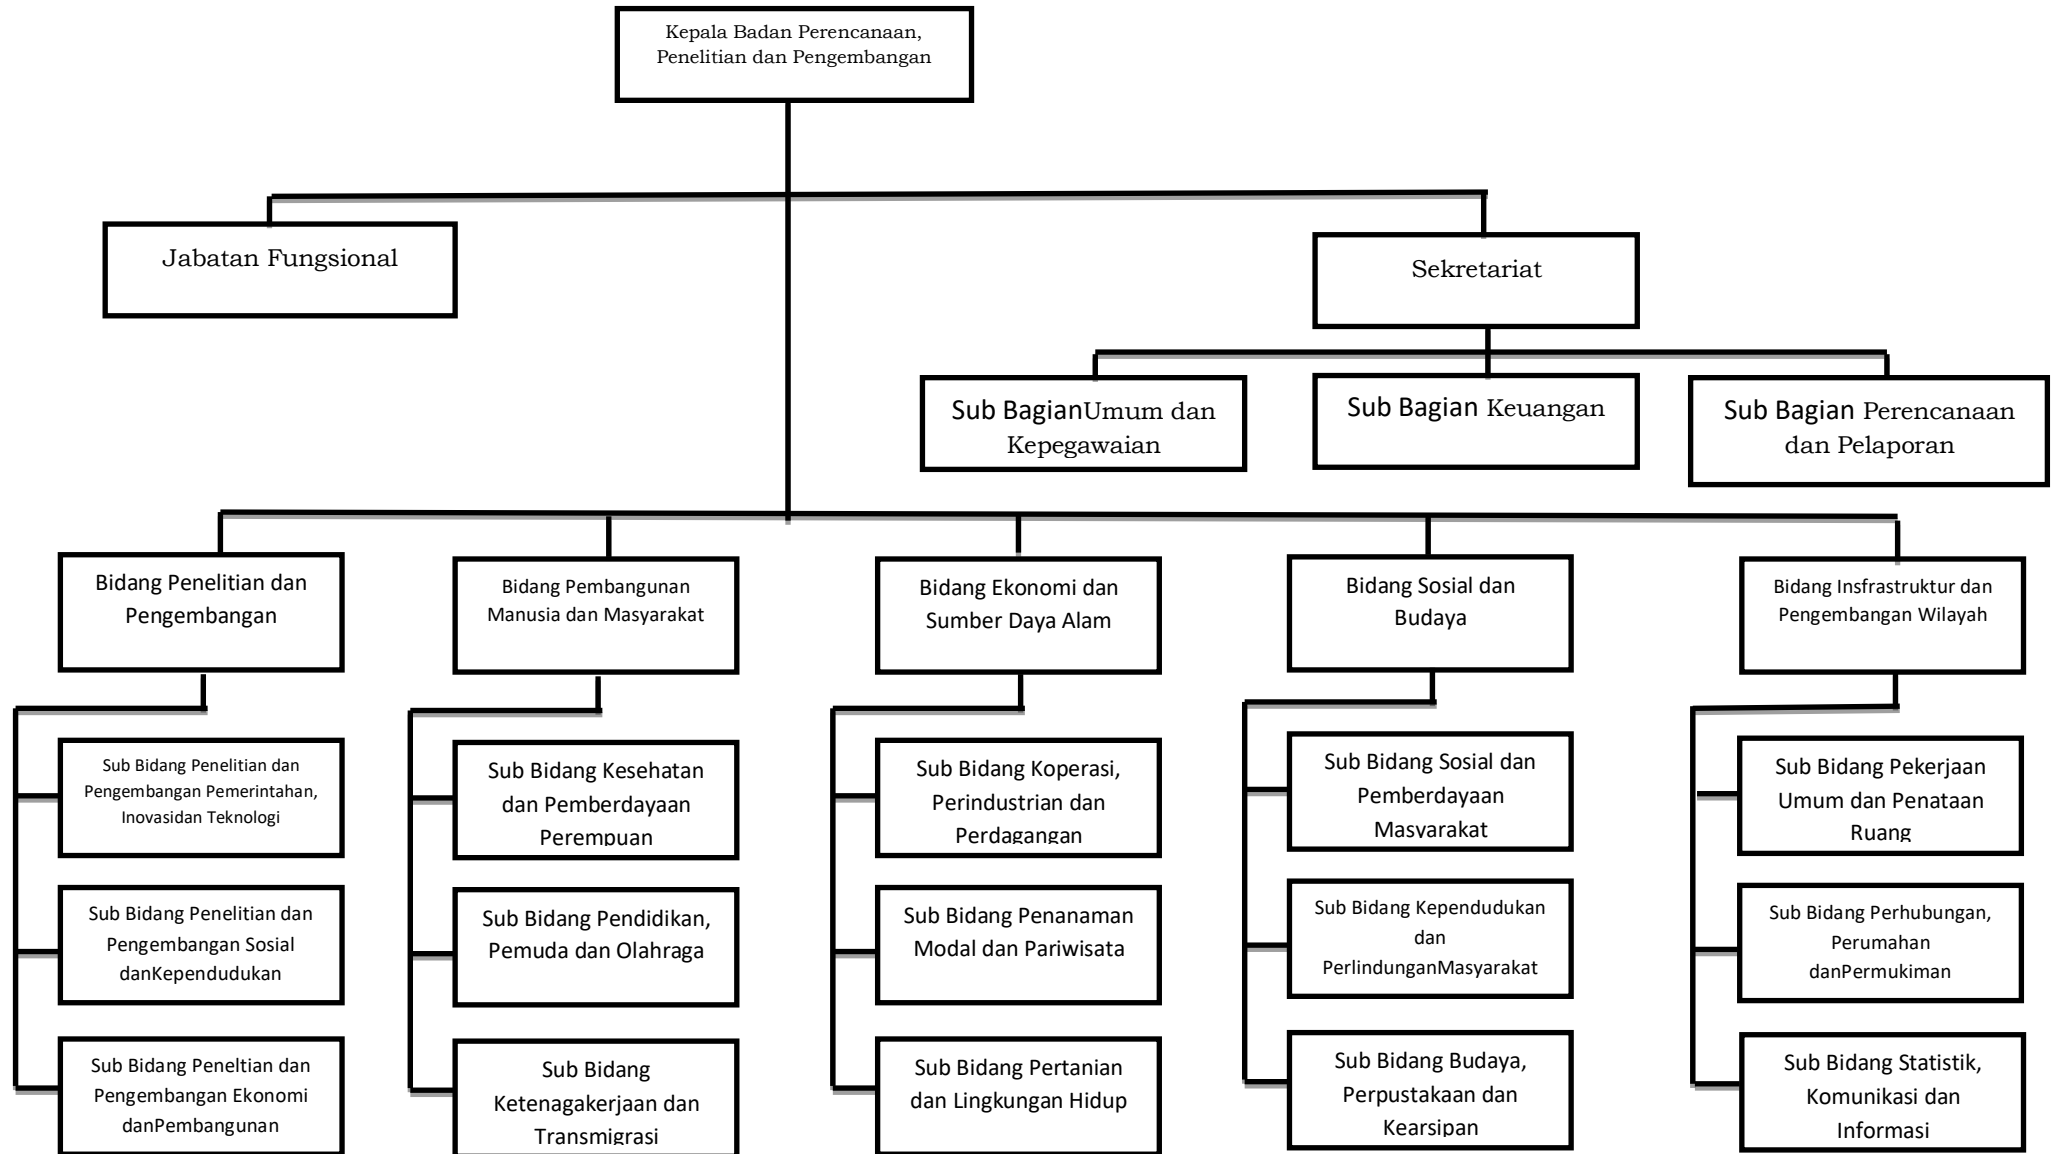 Kepala Badan Perencanaan,
Penelitian dan Pengembangan
Jabatan Fungsional
Sekretariat
Sub BagianUmum dan
Kepegawaian
Sub Bagian Keuangan
Sub Bagian Perencanaan
dan Pelaporan
Bidang Penelitian dan
Pengembangan
Bidang Pembangunan
Manusia dan Masyarakat
Bidang Ekonomi dan
Sumber Daya Alam
Bidang Sosial dan
Budaya
Bidang Insfrastruktur dan
Pengembangan Wilayah
Sub Bidang Penelitian dan
Pengembangan Pemerintahan,
Inovasidan Teknologi
Sub Bidang Kesehatan
dan Pemberdayaan
Perempuan
Sub Bidang Koperasi,
Perindustrian dan
Perdagangan
Sub Bidang Sosial dan
Pemberdayaan
Masyarakat
Sub Bidang Pekerjaan
Umum dan Penataan
Ruang
Sub Bidang Penelitian dan
Pengembangan Sosial
danKependudukan
Sub Bidang Pendidikan,
Pemuda dan Olahraga
Sub Bidang Penanaman
Modal dan Pariwisata
Sub Bidang Kependudukan
dan
PerlindunganMasyarakat
Sub Bidang Perhubungan,
Perumahan
danPermukiman
Sub Bidang Peneltian dan
Pengembangan Ekonomi
danPembangunan
Sub Bidang
Ketenagakerjaan dan
Transmigrasi
Sub Bidang Pertanian
dan Lingkungan Hidup
Sub Bidang Budaya,
Perpustakaan dan
Kearsipan
Sub Bidang Statistik,
Komunikasi dan
Informasi